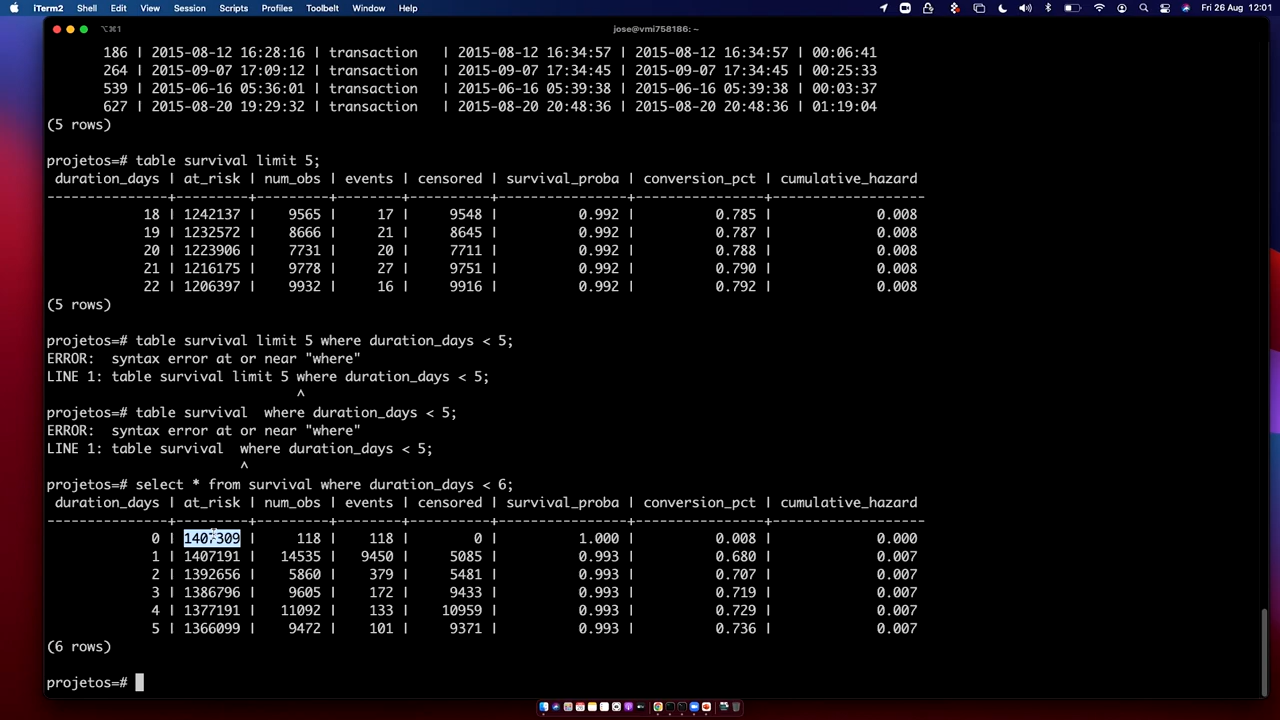 iTerm2 Shell Edit View Session Scripts Profiles Toolbelt Window Help Fri 26 Aug 12:01
⌥⌘1 jose@vmi758186: ~
186 | 2015-08-12 16:28:16 | transaction | 2015-08-12 16:34:57 | 2015-08-12 16:34:57 | 00:06:41
264 | 2015-09-07 17:09:12 | transaction | 2015-09-07 17:34:45 | 2015-09-07 17:34:45 | 00:25:33
539 | 2015-06-16 05:36:01 | transaction | 2015-06-16 05:39:38 | 2015-06-16 05:39:38 | 00:03:37
627 | 2015-08-20 19:29:32 | transaction | 2015-08-20 20:48:36 | 2015-08-20 20:48:36 | 01:19:04
(5 rows)
projetos=# table survival limit 5;
duration_days | at_risk | num_obs | events | censored | survival_proba | conversion_pct | cumulative_hazard
---------------+---------+---------+--------+----------+----------------+----------------+-------------------
18 | 1242137 | 9565 | 17 | 9548 | 0.992 | 0.785 | 0.008
19 | 1232572 | 8666 | 21 | 8645 | 0.992 | 0.787 | 0.008
20 | 1223906 | 7731 | 20 | 7711 | 0.992 | 0.788 | 0.008
21 | 1216175 | 9778 | 27 | 9751 | 0.992 | 0.790 | 0.008
22 | 1206397 | 9932 | 16 | 9916 | 0.992 | 0.792 | 0.008
(5 rows)
projetos=# table survival limit 5 where duration_days < 5;
ERROR:  syntax error at or near "where"
LINE 1: table survival limit 5 where duration_days < 5;
^
projetos=# table survival  where duration_days < 5;
ERROR:  syntax error at or near "where"
LINE 1: table survival  where duration_days < 5;
^
projetos=# select * from survival where duration_days < 6;
duration_days | at_risk | num_obs | events | censored | survival_proba | conversion_pct | cumulative_hazard
---------------+---------+---------+--------+----------+----------------+----------------+-------------------
0 | 1407309 | 118 | 118 | 0 | 1.000 | 0.008 | 0.000
1 | 1407191 | 14535 | 9450 | 5085 | 0.993 | 0.680 | 0.007
2 | 1392656 | 5860 | 379 | 5481 | 0.993 | 0.707 | 0.007
3 | 1386796 | 9605 | 172 | 9433 | 0.993 | 0.719 | 0.007
4 | 1377191 | 11092 | 133 | 10959 | 0.993 | 0.729 | 0.007
5 | 1366099 | 9472 | 101 | 9371 | 0.993 | 0.736 | 0.007
(6 rows)
projetos=#